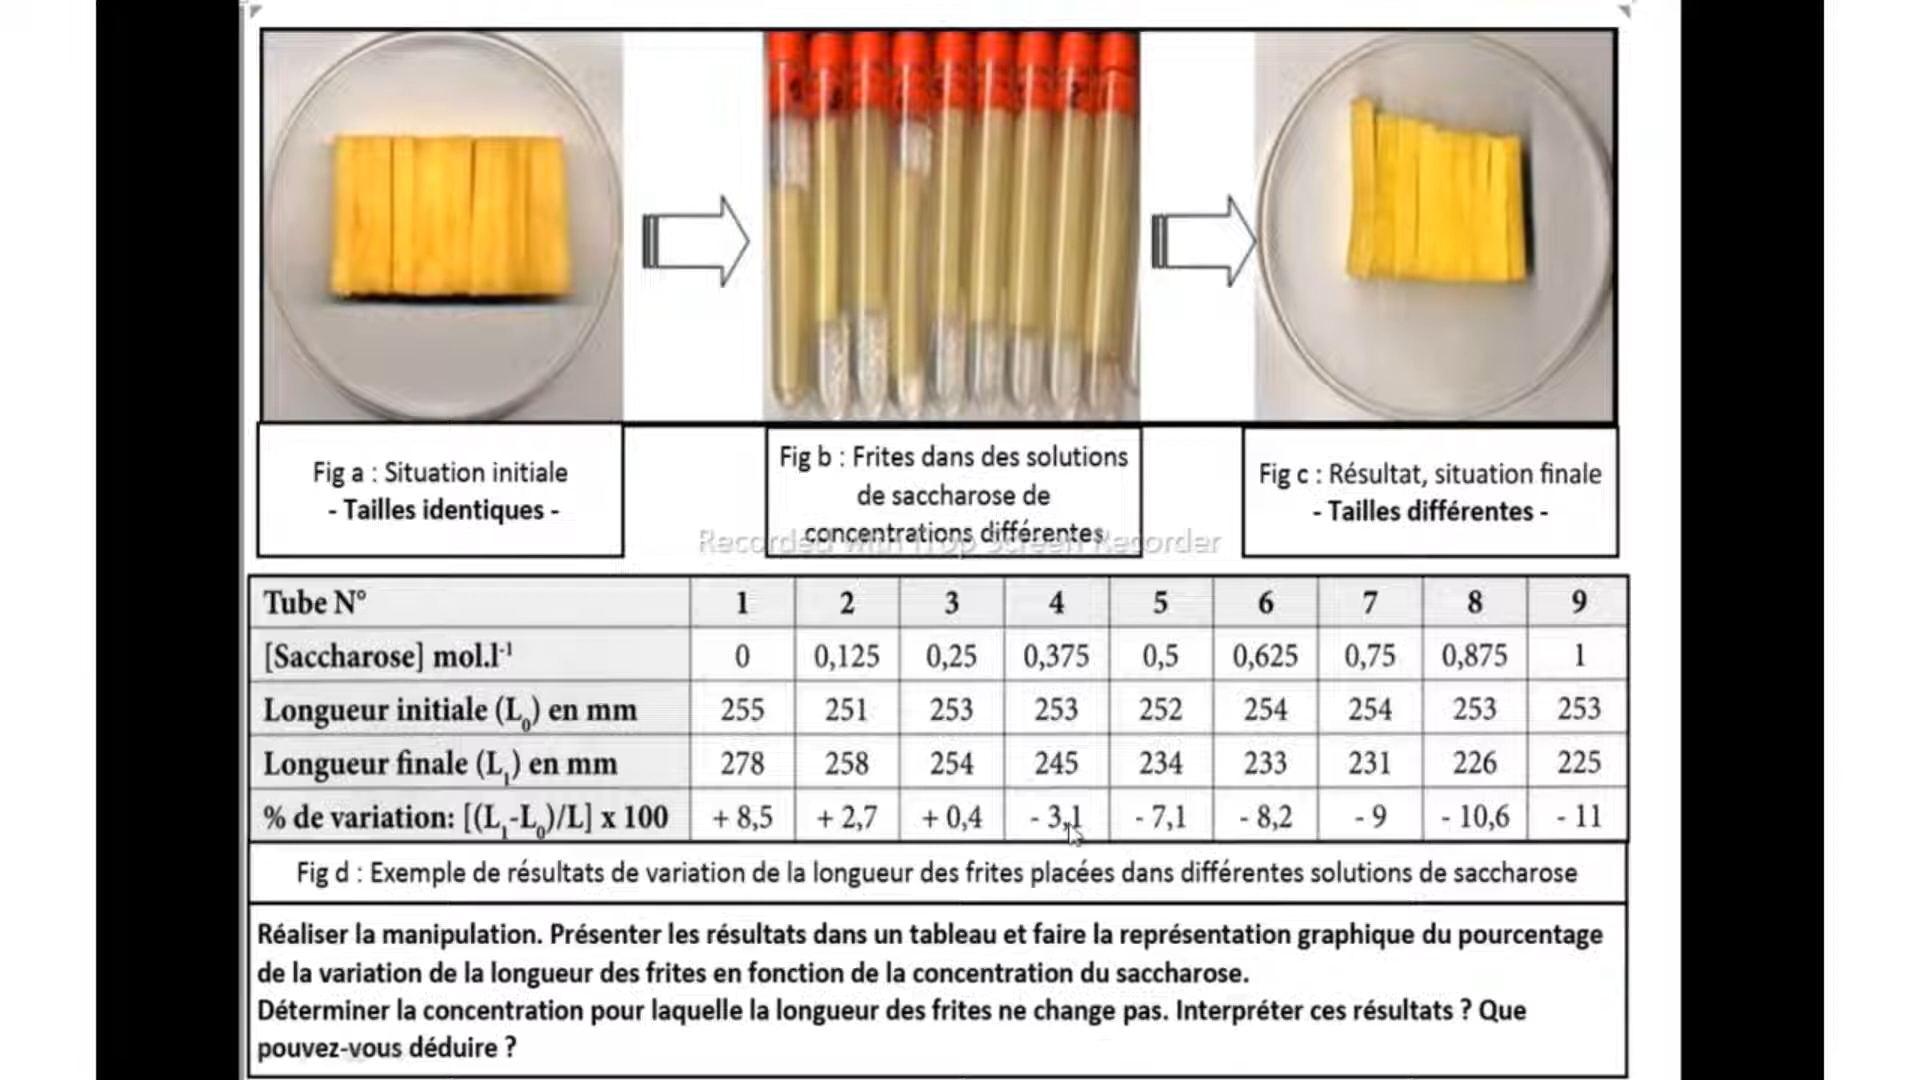 Fig a : Situation initiale
- Tailles identiques -
Fig b : Frites dans des solutions
de saccharose de
concentrations différentes
Fig c : Résultat, situation finale
- Tailles différentes -
Recorded with iTop Screen Recorder
Tube N° 1 2 3 4 5 6 7 8 9
[Saccharose] mol.l⁻¹ 0 0,125 0,25 0,375 0,5 0,625 0,75 0,875 1
Longueur initiale (L₀) en mm 255 251 253 253 252 254 254 253 253
Longueur finale (L₁) en mm 278 258 254 245 234 233 231 226 225
% de variation: [(L₁-L₀)/L] x 100 + 8,5 + 2,7 + 0,4 - 3,1 - 7,1 - 8,2 - 9 - 10,6 - 11
Fig d : Exemple de résultats de variation de la longueur des frites placées dans différentes solutions de saccharose
Réaliser la manipulation. Présenter les résultats dans un tableau et faire la représentation graphique du pourcentage
de la variation de la longueur des frites en fonction de la concentration du saccharose.
Déterminer la concentration pour laquelle la longueur des frites ne change pas. Interpréter ces résultats ? Que
pouvez-vous déduire ?